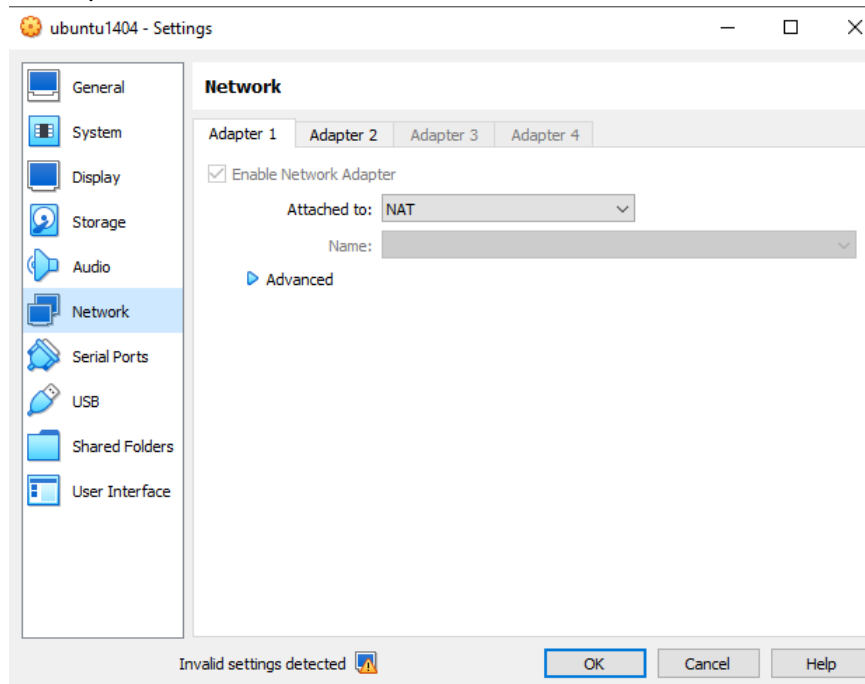 ubuntu1404 - Settings
General
System
Display
Storage
Audio
Network
Serial Ports
USB
Shared Folders
User Interface
Network
Adapter 1 Adapter 2 Adapter 3 Adapter 4
Enable Network Adapter
Attached to: NAT
Name:
Advanced
Invalid settings detected
OK Cancel Help